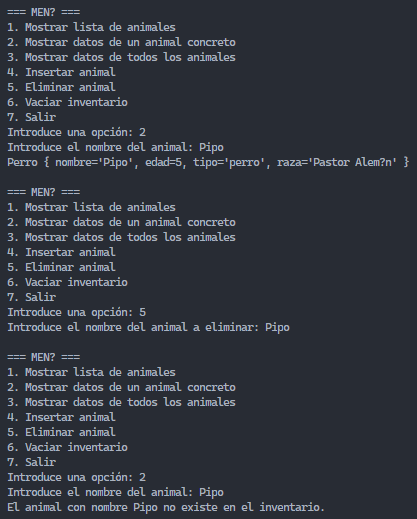 === MEN? ===
1. Mostrar lista de animales
2. Mostrar datos de un animal concreto
3. Mostrar datos de todos los animales
4. Insertar animal
5. Eliminar animal
6. Vaciar inventario
7. Salir
Introduce una opción: 2
Introduce el nombre del animal: Pipo
Perro { nombre='Pipo', edad=5, tipo='perro', raza='Pastor Alem?n' }

=== MEN? ===
1. Mostrar lista de animales
2. Mostrar datos de un animal concreto
3. Mostrar datos de todos los animales
4. Insertar animal
5. Eliminar animal
6. Vaciar inventario
7. Salir
Introduce una opción: 5
Introduce el nombre del animal a eliminar: Pipo

=== MEN? ===
1. Mostrar lista de animales
2. Mostrar datos de un animal concreto
3. Mostrar datos de todos los animales
4. Insertar animal
5. Eliminar animal
6. Vaciar inventario
7. Salir
Introduce una opción: 2
Introduce el nombre del animal: Pipo
El animal con nombre Pipo no existe en el inventario.